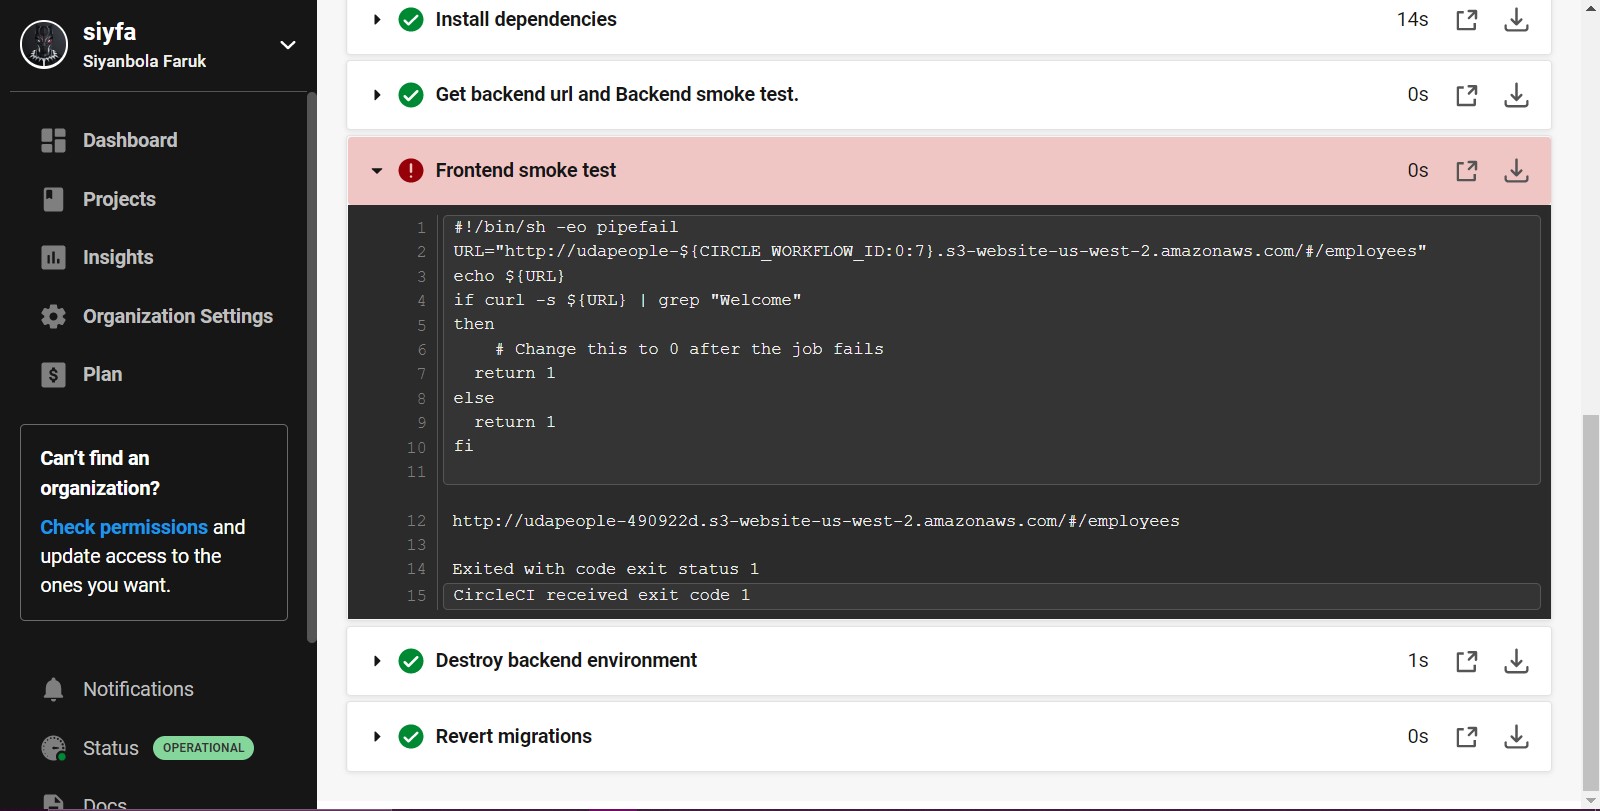 siyfa
Siyanbola Faruk
Dashboard
Projects
Insights
Organization Settings
Plan
Can't find an
organization?
Check permissions and
update access to the
ones you want.
Notifications
Status OPERATIONAL
Docs
Install dependencies 14s
Get backend url and Backend smoke test. 0s
Frontend smoke test 0s
1 #!/bin/sh -eo pipefail
2 URL="http://udapeople-${CIRCLE_WORKFLOW_ID:0:7}.s3-website-us-west-2.amazonaws.com/#/employees"
3 echo ${URL}
4 if curl -s ${URL} | grep "Welcome"
5 then
6 # Change this to 0 after the job fails
7 return 1
8 else
9 return 1
10 fi
11
12 http://udapeople-490922d.s3-website-us-west-2.amazonaws.com/#/employees
13
14 Exited with code exit status 1
15 CircleCI received exit code 1
Destroy backend environment 1s
Revert migrations 0s